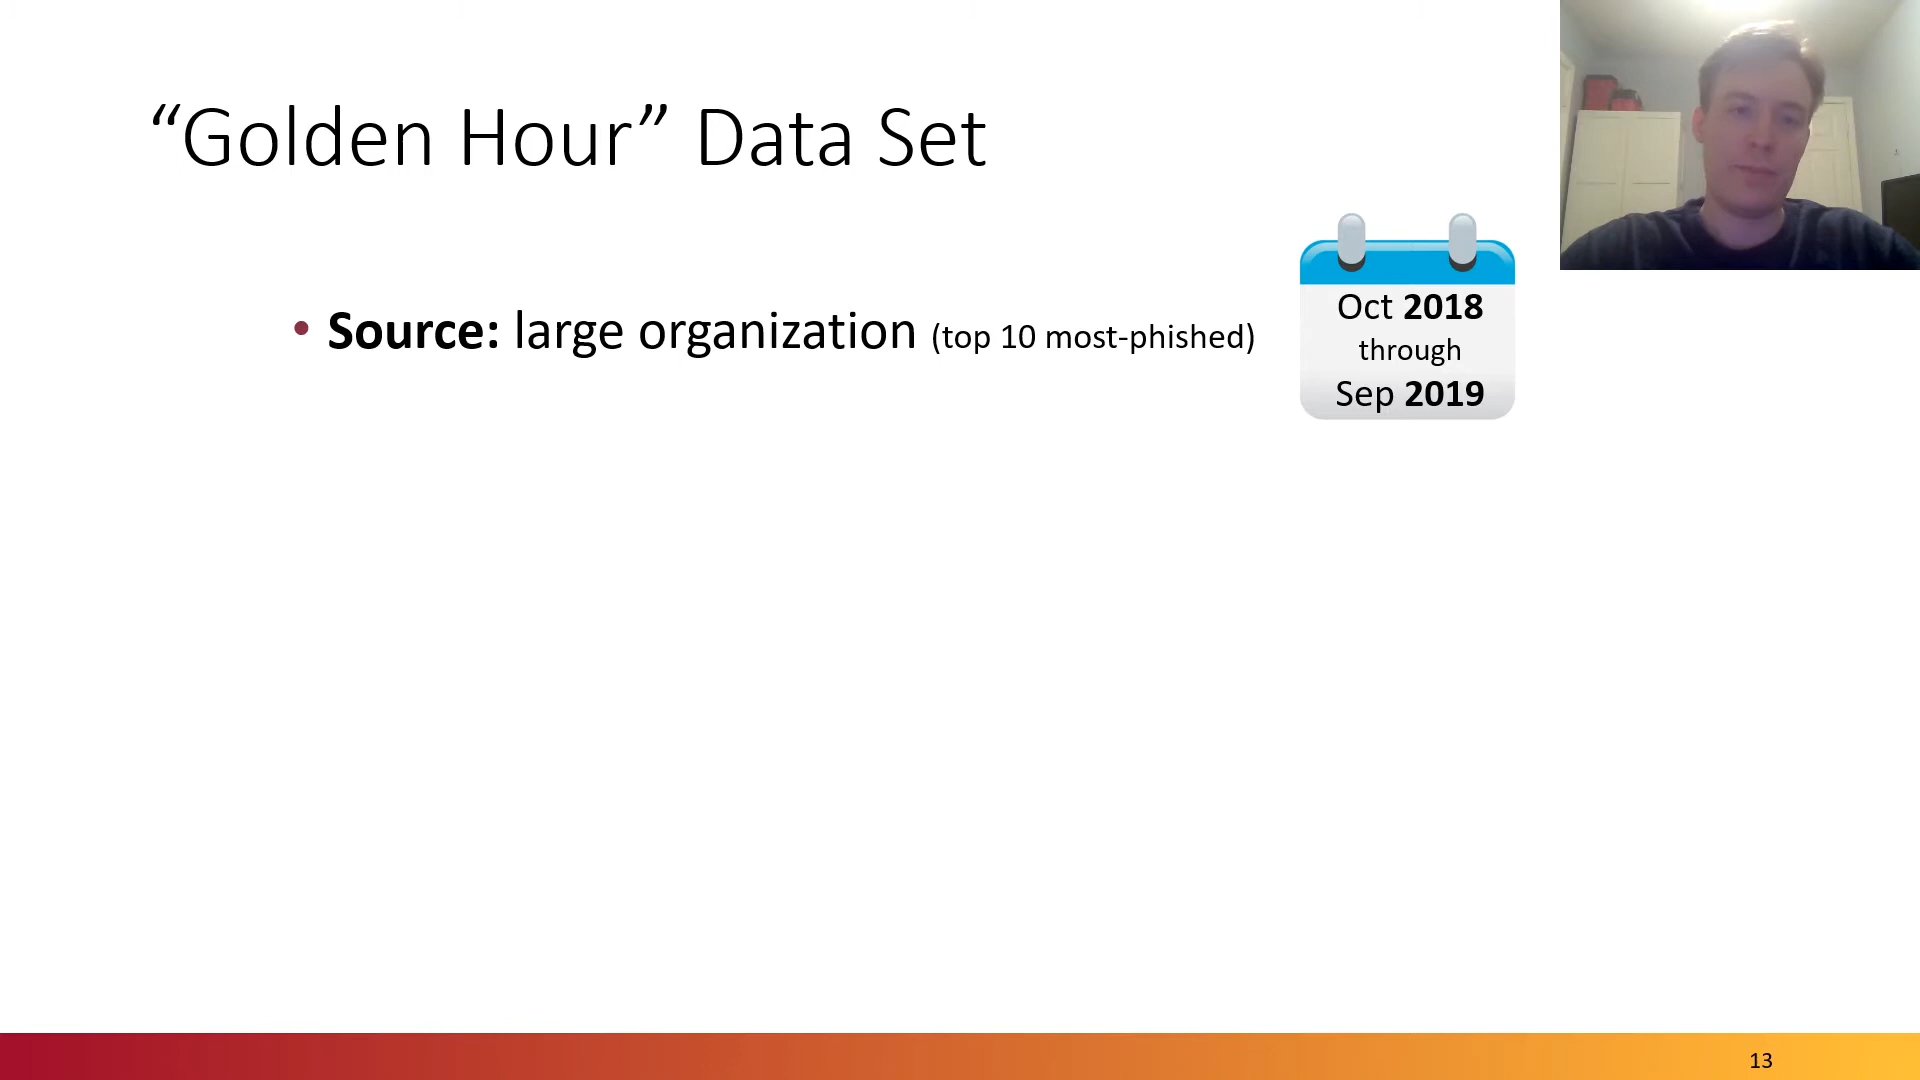 “Golden Hour” Data Set
• Source: large organization (top 10 most-phished)
Oct 2018
through
Sep 2019
13